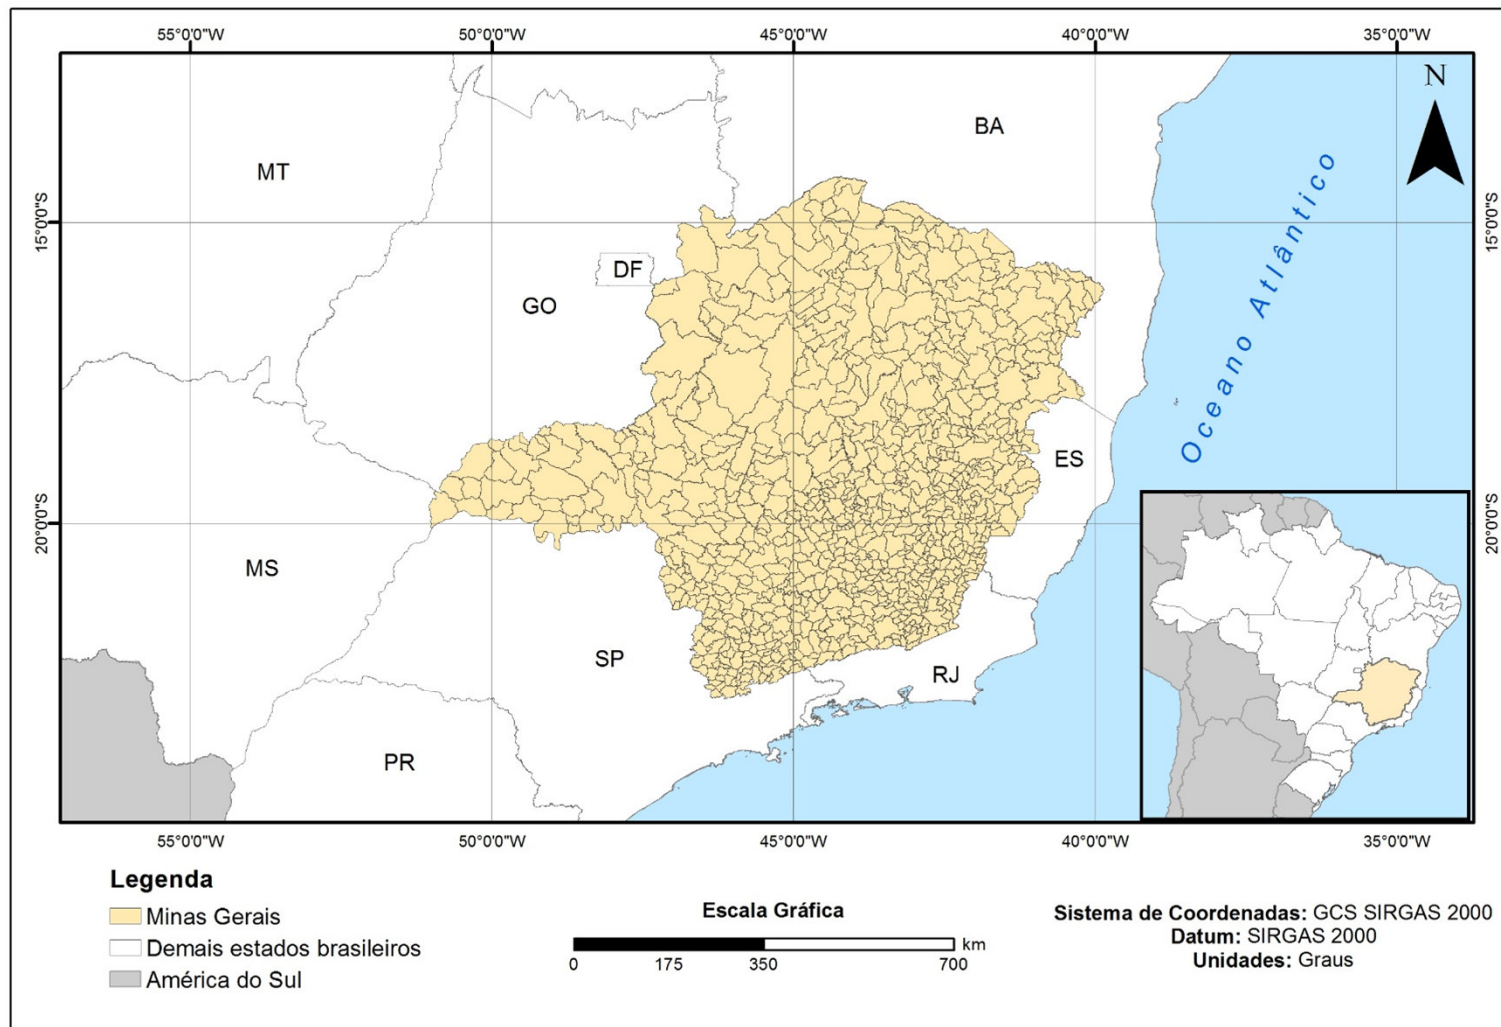 55°0'0"W 50°0'0"W 45°0'0"W 40°0'0"W 35°0'0"W
N
BA
MT
Oceano Atlântico
15°0'0"S 15°0'0"S
DF
GO
ES
20°0'0"S 20°0'0"S
MS
SP
RJ
PR
55°0'0"W 50°0'0"W 45°0'0"W 40°0'0"W 35°0'0"W
Legenda
Minas Gerais
Demais estados brasileiros
América do Sul
Escala Gráfica
km
0 175 350 700
Sistema de Coordenadas: GCS SIRGAS 2000
Datum: SIRGAS 2000
Unidades: Graus